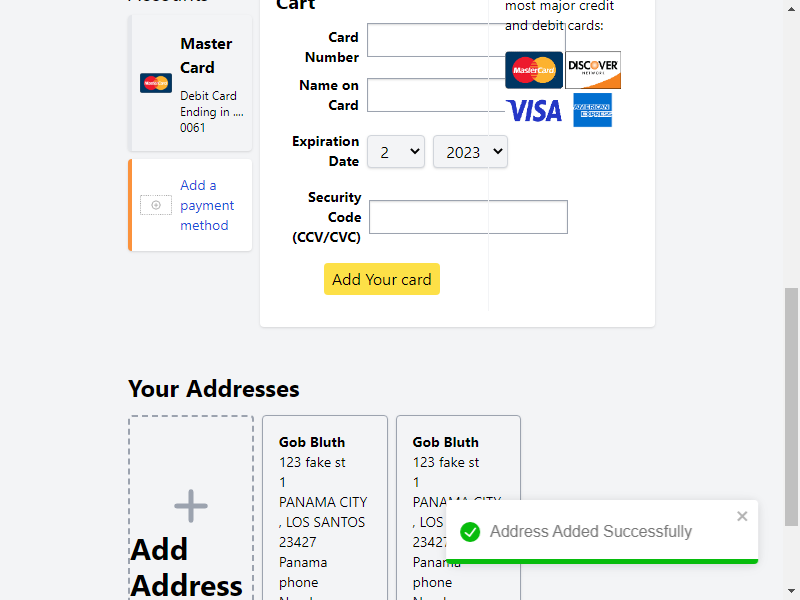 Cart
most major credit
and debit cards:
Master
Card
Debit Card
Ending in ....
0061
Add a
payment
method
Card
Number
Name on
Card
Expiration
Date
2
2023
Security
Code
(CCV/CVC)
Add Your card
MasterCard
DISCOVER
NETWORK
VISA
AMERICAN
EXPRESS
Your Addresses
Add
Address
Gob Bluth
123 fake st
1
PANAMA CITY
, LOS SANTOS
23427
Panama
phone
Gob Bluth
123 fake st
1
PANAMA CITY
, LOS
23427
Panama
phone
Address Added Successfully